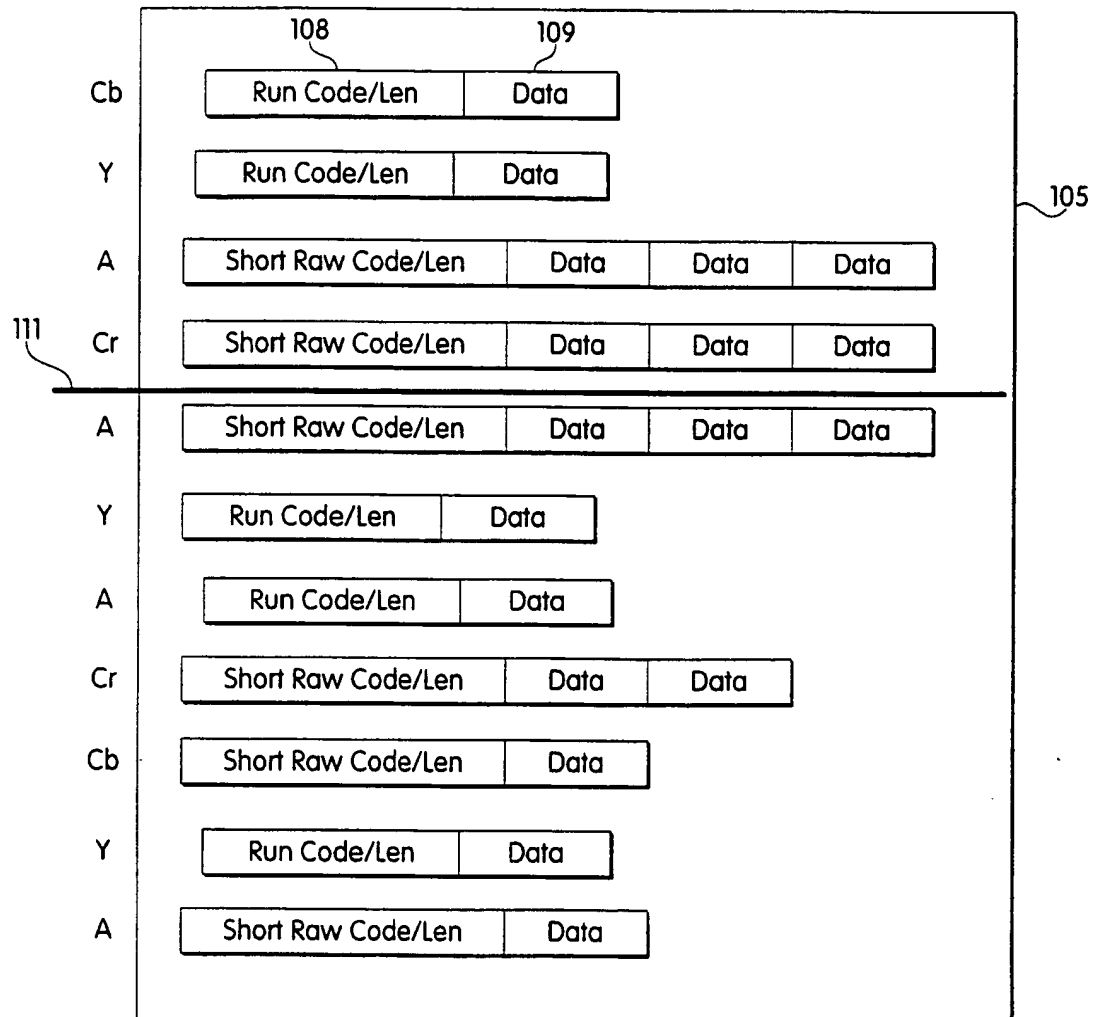 108 109
Cb Run Code/Len Data
Y Run Code/Len Data
105
A Short Raw Code/Len Data Data Data
111
Cr Short Raw Code/Len Data Data Data
A Short Raw Code/Len Data Data Data
Y Run Code/Len Data
A Run Code/Len Data
Cr Short Raw Code/Len Data Data
Cb Short Raw Code/Len Data
Y Run Code/Len Data
A Short Raw Code/Len Data